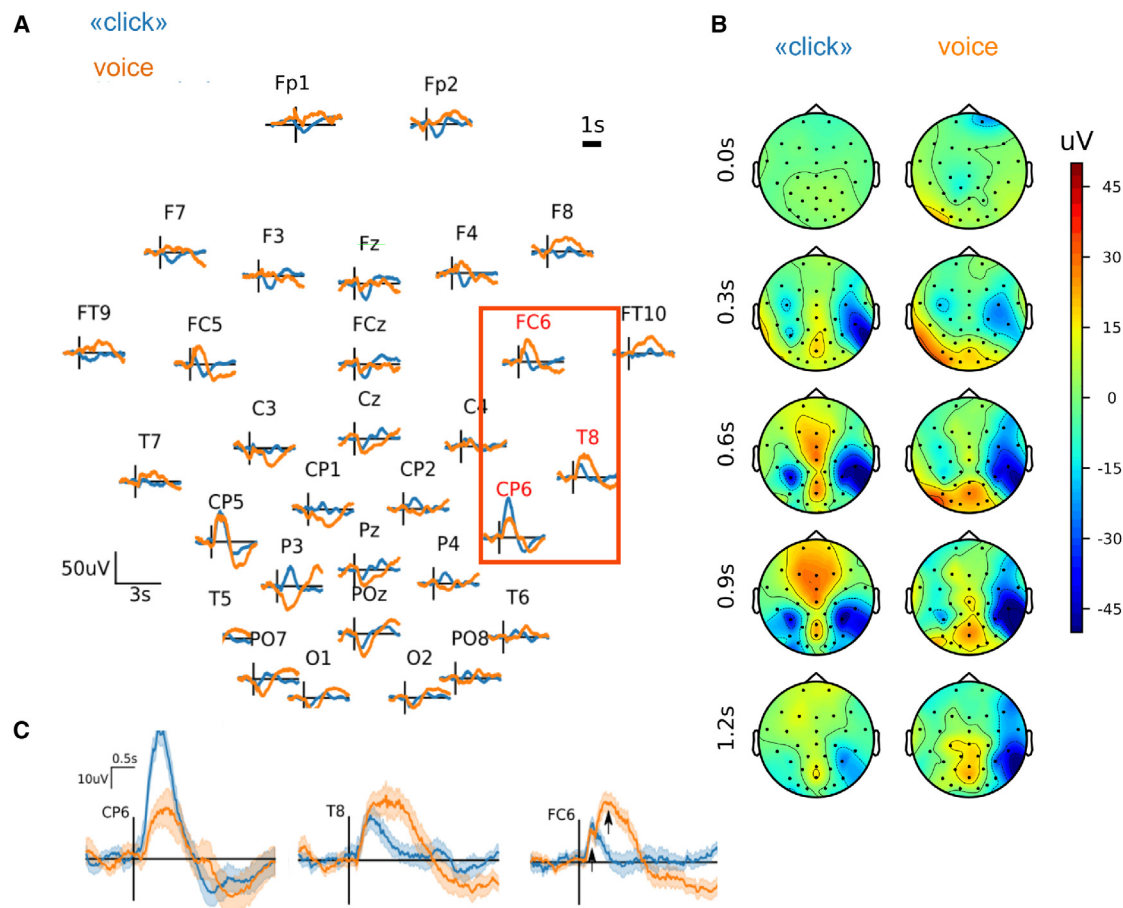 A
«click»
voice
Fp1 Fp2
1s
F7 F3 Fz F4 F8
FT9 FC5 FCz FC6 FT10
T7 C3 Cz C4 T8
CP5 CP1 CP2 CP6
50uV
3s
P3 Pz P4
T5 POz T6
PO7 O1 O2 PO8
B
«click» voice
uV
0.0s
0.3s
0.6s
0.9s
1.2s
45
30
15
0
-15
-30
-45
C
0.5s
10uV
CP6 T8 FC6